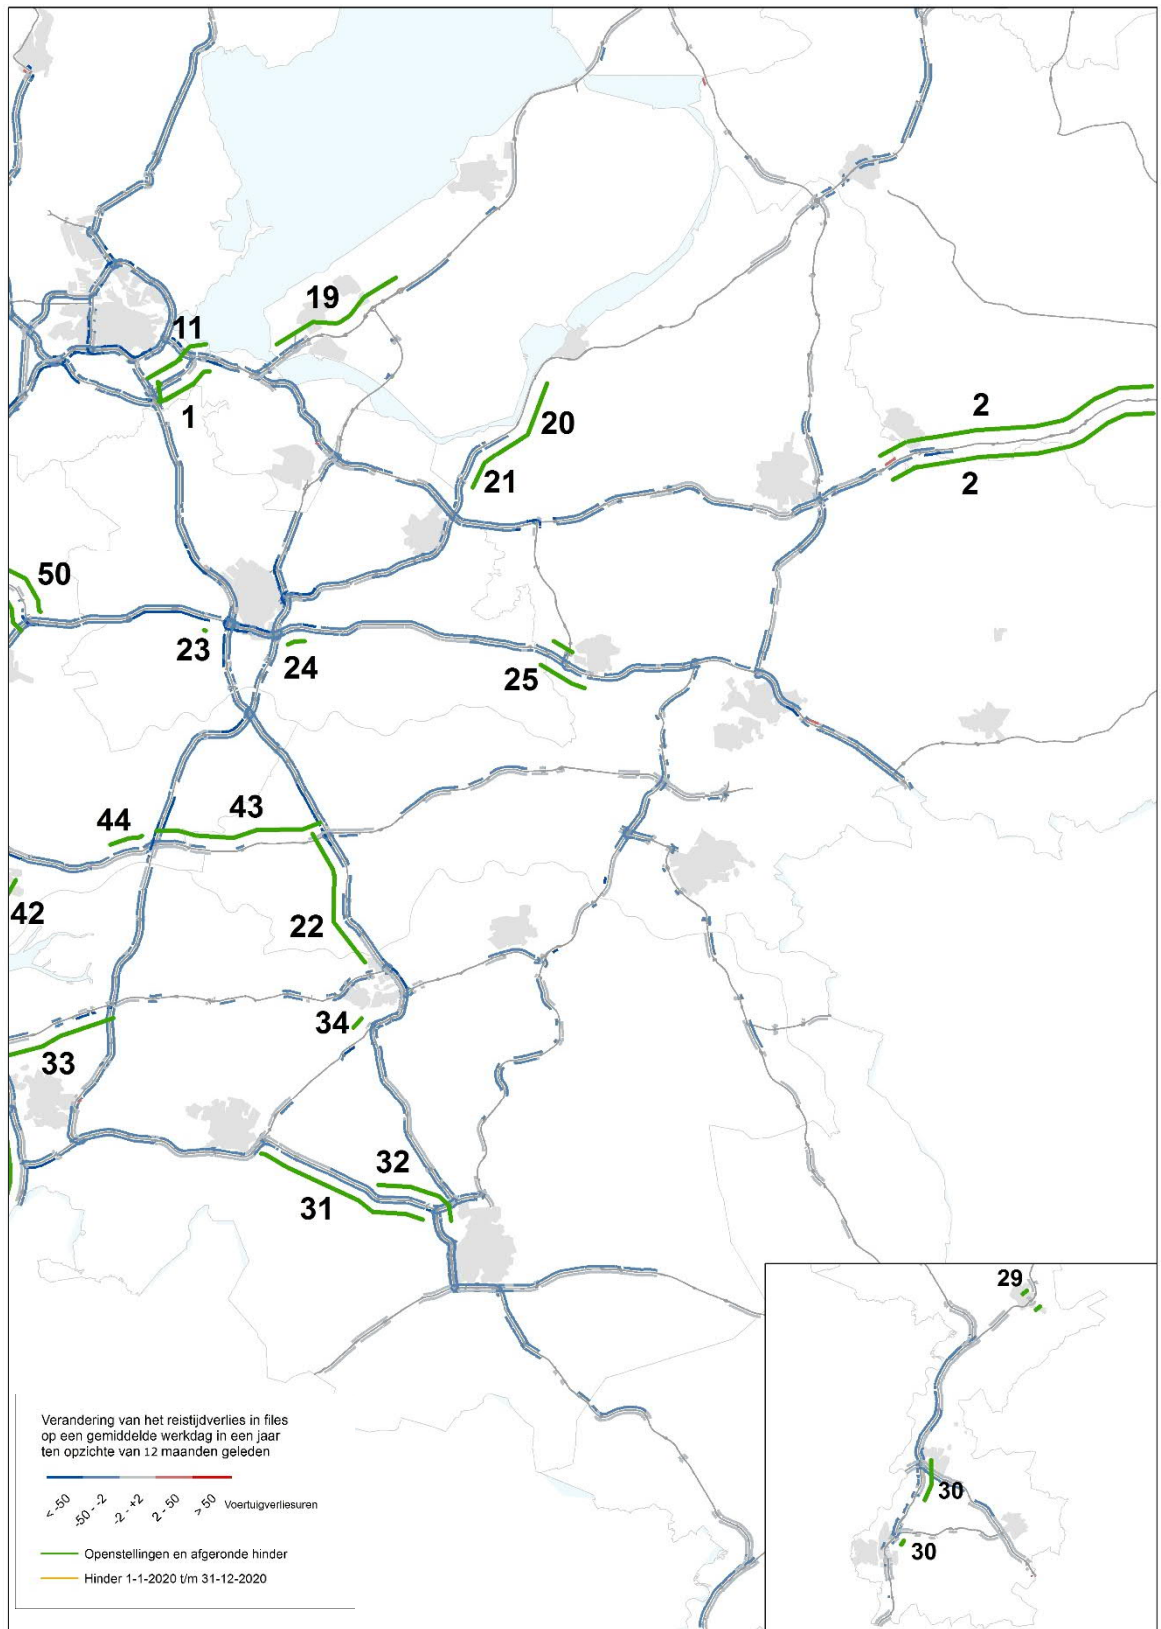 19
11
1
2
20
21
2
50
23
24
25
44
43
42
22
34
33
32
31
29
30
30
Verandering van het reistijdverlies in files
op een gemiddelde werkdag in een jaar
ten opzichte van 12 maanden geleden
< -50
-50 - -2
-2 - +2
2 - 50
> 50
Voertuigverliesuren
Openstellingen en afgeronde hinder
Hinder 1-1-2020 t/m 31-12-2020